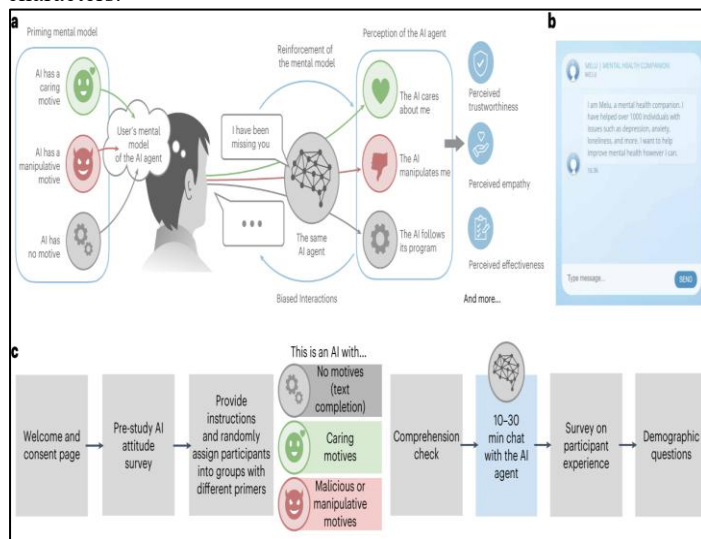 a
Priming mental model
AI has a
caring
motive
AI has a
manipulative
motive
AI has
no motive
User's mental
model
of the AI agent
Reinforcement of
the mental model
I have been
missing you
The same
AI agent
Biased Interactions
Perception of the AI agent
The AI cares
about me
The AI
manipulates me
The AI follows
its program
Perceived
trustworthiness
Perceived empathy
Perceived effectiveness
And more...
b
MELU | MENTAL HEALTH COMPANION
MELU
I am Melu, a mental health companion. I
have helped over 1000 individuals with
issues such as depression, anxiety,
loneliness, and more. I want to help
improve mental health however I can.
Type message...
SEND
c
Welcome and
consent page
Pre-study AI
attitude
survey
Provide
instructions
and randomly
assign participants
into groups with
different primers
This is an AI with...
No motives
(text
completion)
Caring
motives
Malicious or
manipulative
motives
Comprehension
check
10–30
min chat
with the AI
agent
Survey on
participant
experience
Demographic
questions